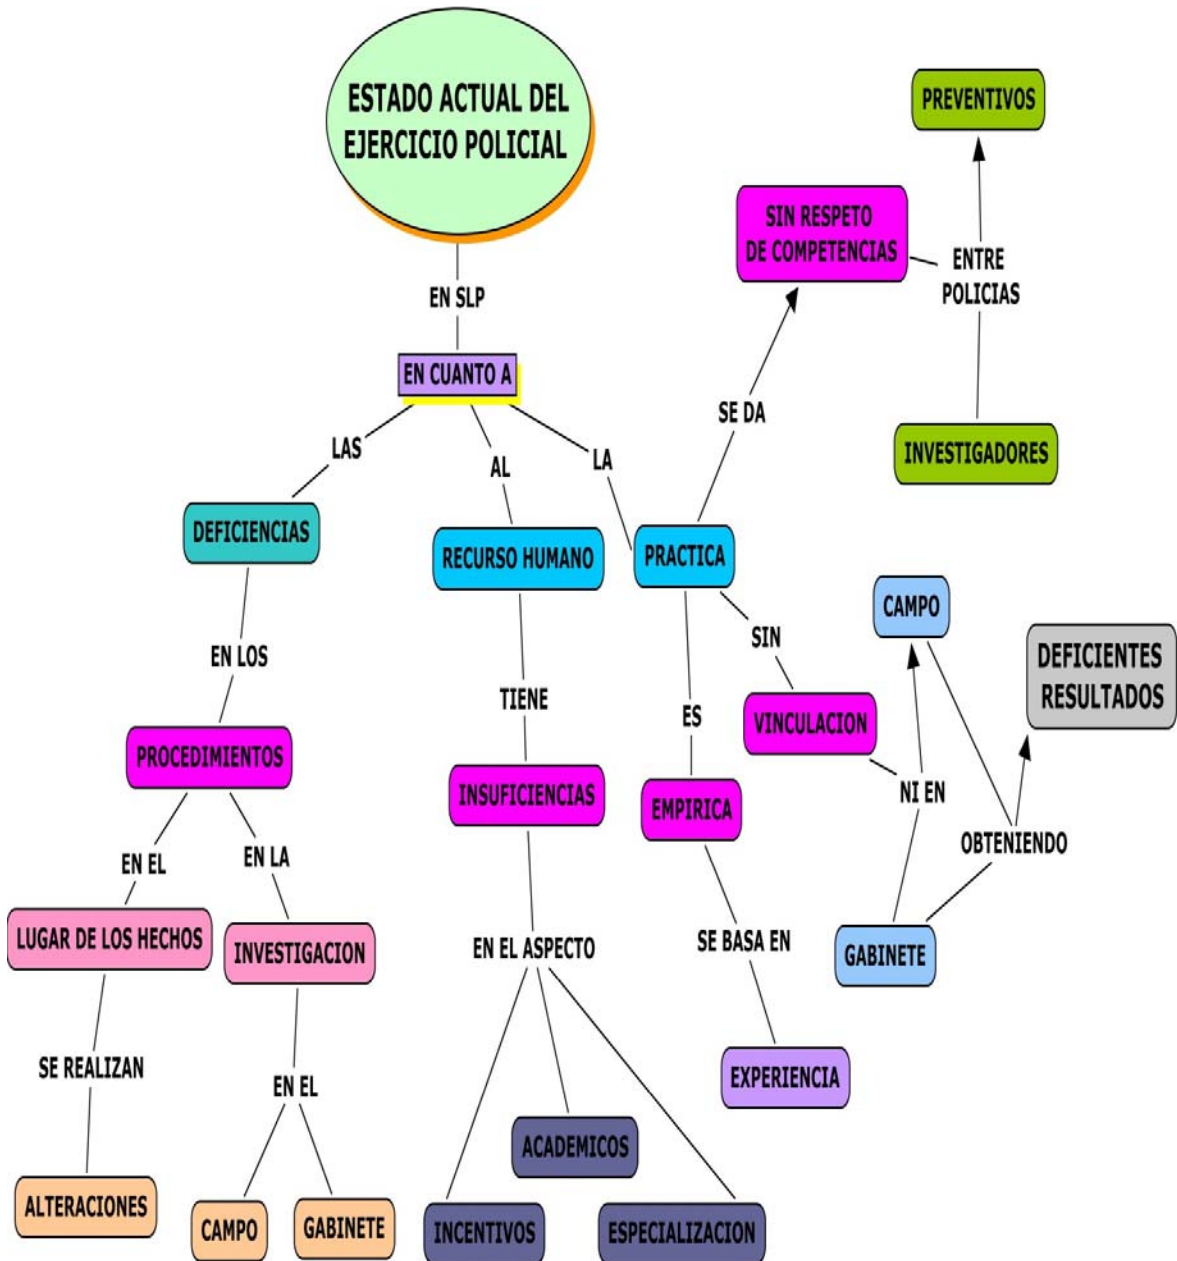 ESTADO ACTUAL DEL
EJERCICIO POLICIAL
EN SLP
EN CUANTO A
LAS
AL
LA
DEFICIENCIAS
RECURSO HUMANO
PRACTICA
SE DA
SIN RESPETO
DE COMPETENCIAS
ENTRE
POLICIAS
PREVENTIVOS
INVESTIGADORES
EN LOS
PROCEDIMIENTOS
EN EL
EN LA
LUGAR DE LOS HECHOS
INVESTIGACION
SE REALIZAN
EN EL
ALTERACIONES
CAMPO
GABINETE
TIENE
INSUFICIENCIAS
EN EL ASPECTO
ACADEMICOS
INCENTIVOS
ESPECIALIZACION
ES
EMPIRICA
SE BASA EN
EXPERIENCIA
SIN
VINCULACION
NI EN
CAMPO
GABINETE
OBTENIENDO
DEFICIENTES
RESULTADOS